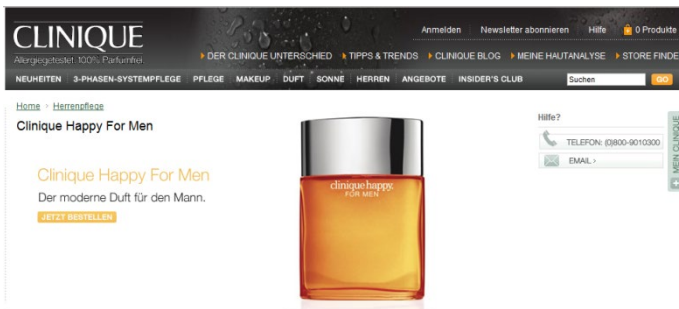 CLINIQUE
Allergiegetestet. 100% Parfumfrei.
Anmelden Newsletter abonnieren Hilfe 0 Produkte
DER CLINIQUE UNTERSCHIED TIPPS & TRENDS CLINIQUE BLOG MEINE HAUTANALYSE STORE FINDE
NEUHEITEN 3-PHASEN-SYSTEMPFLEGE PFLEGE MAKEUP DUFT SONNE HERREN ANGEBOTE INSIDER'S CLUB Suchen GO
Home > Herrenpflege
Clinique Happy For Men
Clinique Happy For Men
Der moderne Duft für den Mann.
JETZT BESTELLEN
clinique happy.
FOR MEN
Hilfe?
TELEFON: (0)800-9010300
EMAIL >
MEIN CLINIQUE